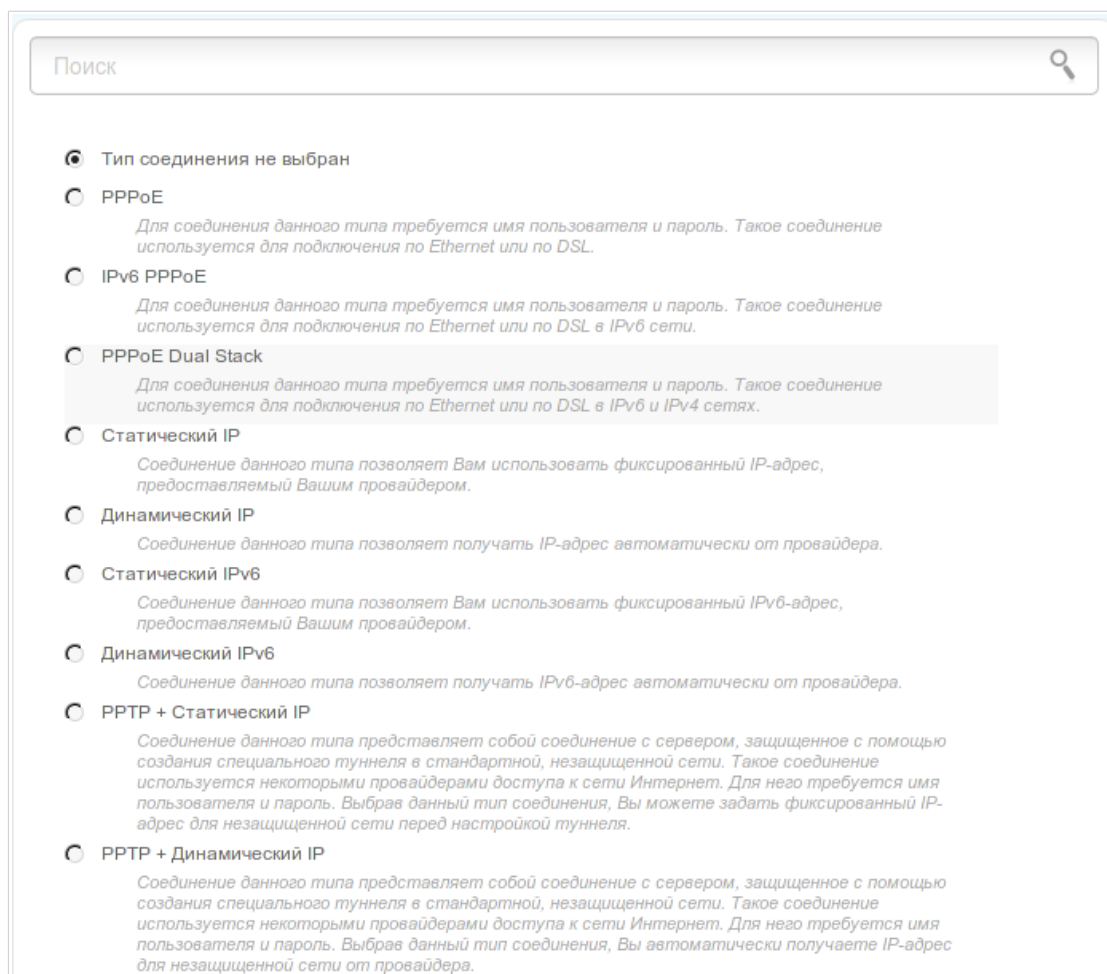 Поиск
Тип соединения не выбран
PPPoE
Для соединения данного типа требуется имя пользователя и пароль. Такое соединение
используется для подключения по Ethernet или по DSL.
IPv6 PPPoE
Для соединения данного типа требуется имя пользователя и пароль. Такое соединение
используется для подключения по Ethernet или по DSL в IPv6 сети.
PPPoE Dual Stack
Для соединения данного типа требуется имя пользователя и пароль. Такое соединение
используется для подключения по Ethernet или по DSL в IPv6 и IPv4 сетях.
Статический IP
Соединение данного типа позволяет Вам использовать фиксированный IP-адрес,
предоставляемый Вашим провайдером.
Динамический IP
Соединение данного типа позволяет получать IP-адрес автоматически от провайдера.
Статический IPv6
Соединение данного типа позволяет Вам использовать фиксированный IPv6-адрес,
предоставляемый Вашим провайдером.
Динамический IPv6
Соединение данного типа позволяет получать IPv6-адрес автоматически от провайдера.
PPTP + Статический IP
Соединение данного типа представляет собой соединение с сервером, защищенное с помощью
создания специального туннеля в стандартной, незащищенной сети. Такое соединение
используется некоторыми провайдерами доступа к сети Интернет. Для него требуется имя
пользователя и пароль. Выбрав данный тип соединения, Вы можете задать фиксированный IP-
адрес для незащищенной сети перед настройкой туннеля.
PPTP + Динамический IP
Соединение данного типа представляет собой соединение с сервером, защищенное с помощью
создания специального туннеля в стандартной, незащищенной сети. Такое соединение
используется некоторыми провайдерами доступа к сети Интернет. Для него требуется имя
пользователя и пароль. Выбрав данный тип соединения, Вы автоматически получаете IP-адрес
для незащищенной сети от провайдера.